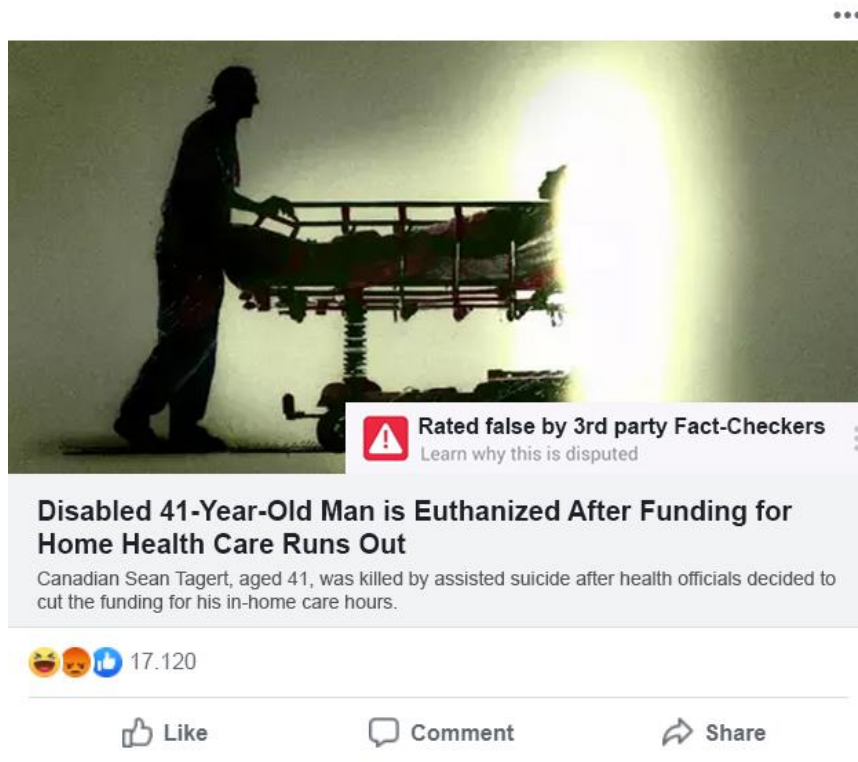 Rated false by 3rd party Fact-Checkers
Learn why this is disputed
Disabled 41-Year-Old Man is Euthanized After Funding for
Home Health Care Runs Out
Canadian Sean Tagert, aged 41, was killed by assisted suicide after health officials decided to
cut the funding for his in-home care hours.
17.120
Like
Comment
Share